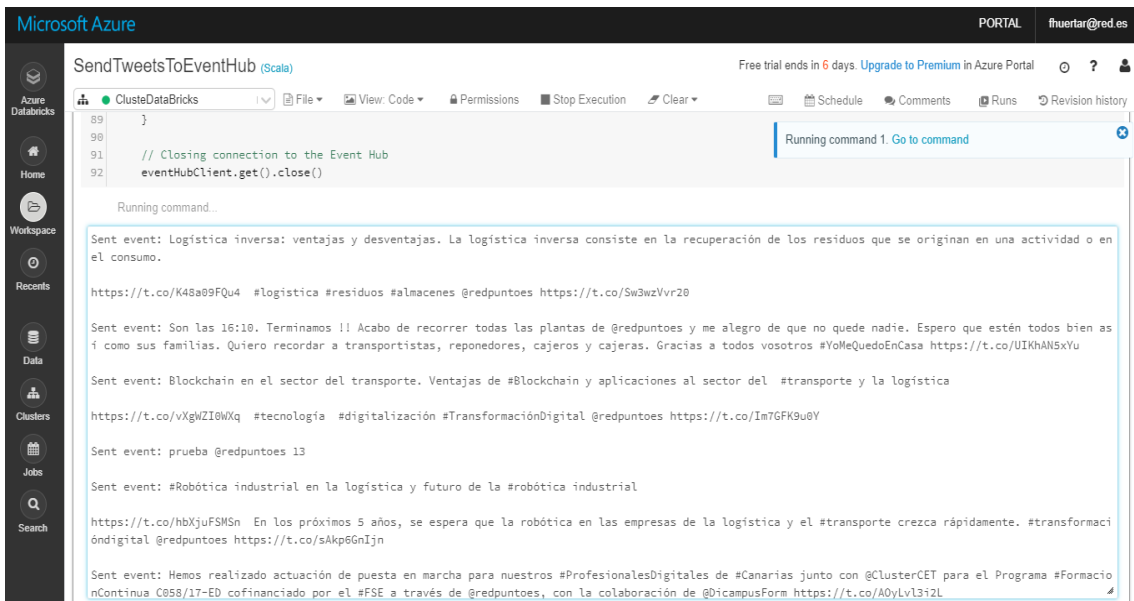 Microsoft Azure
PORTAL
fhuertar@red.es
Azure Databricks
Home
Workspace
Recents
Data
Clusters
Jobs
Search
SendTweetsToEventHub (Scala)
Free trial ends in 6 days. Upgrade to Premium in Azure Portal
?
ClusteDataBricks
File
View: Code
Permissions
Stop Execution
Clear
Schedule
Comments
Runs
Revision history
Running command 1. Go to command
89 }
90
91 // Closing connection to the Event Hub
92 eventHubClient.get().close()
Running command...
Sent event: Logística inversa: ventajas y desventajas. La logística inversa consiste en la recuperación de los residuos que se originan en una actividad o en
el consumo.
https://t.co/K48a09FQu4 #logistica #residuos #almacenes @redpuntoes https://t.co/Sw3wzVvr20
Sent event: Son las 16:10. Terminamos !! Acabo de recorrer todas las plantas de @redpuntoes y me alegro de que no quede nadie. Espero que estén todos bien as
í como sus familias. Quiero recordar a transportistas, reponedores, cajeros y cajeras. Gracias a todos vosotros #YoMeQuedoEnCasa https://t.co/UIKhAN5xYu
Sent event: Blockchain en el sector del transporte. Ventajas de #Blockchain y aplicaciones al sector del #transporte y la logística
https://t.co/vXgWZI0WXq #tecnologia #digitalización #TransformaciónDigital @redpuntoes https://t.co/Im7GFK9u0Y
Sent event: prueba @redpuntoes 13
Sent event: #Robótica industrial en la logística y futuro de la #robótica industrial
https://t.co/hbXjuFSMSn En los próximos 5 años, se espera que la robótica en las empresas de la logística y el #transporte crezca rápidamente. #transformaci
óndigital @redpuntoes https://t.co/sAkp6GnIjn
Sent event: Hemos realizado actuación de puesta en marcha para nuestros #ProfesionalesDigitales de #Canarias junto con @ClusterCET para el Programa #Formacio
nContinua C058/17-ED cofinanciado por el #FSE a través de @redpuntoes, con la colaboración de @DicampusForm https://t.co/AOyLvl3i2L